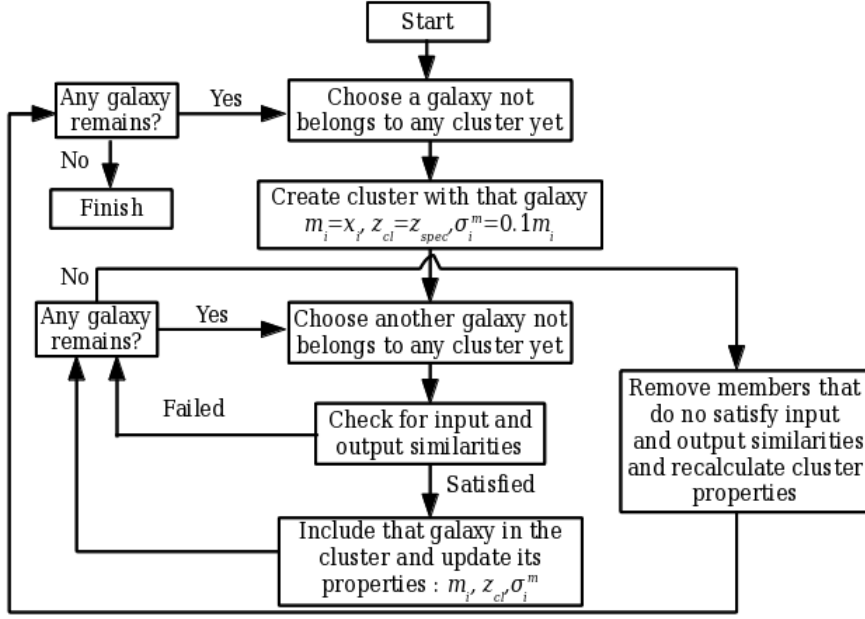 Start
Any galaxy
remains?
Yes
Choose a galaxy not
belongs to any cluster yet
No
Finish
Create cluster with that galaxy
m_i=x_i, z_cl=z_spec,σ_i^m=0.1m_i
No
Any galaxy
remains?
Yes
Choose another galaxy not
belongs to any cluster yet
Failed
Check for input and
output similarities
Satisfied
Include that galaxy in the
cluster and update its
properties : m_i, z_cl,σ_i^m
Remove members that
do no satisfy input
and output similarities
and recalculate cluster
properties